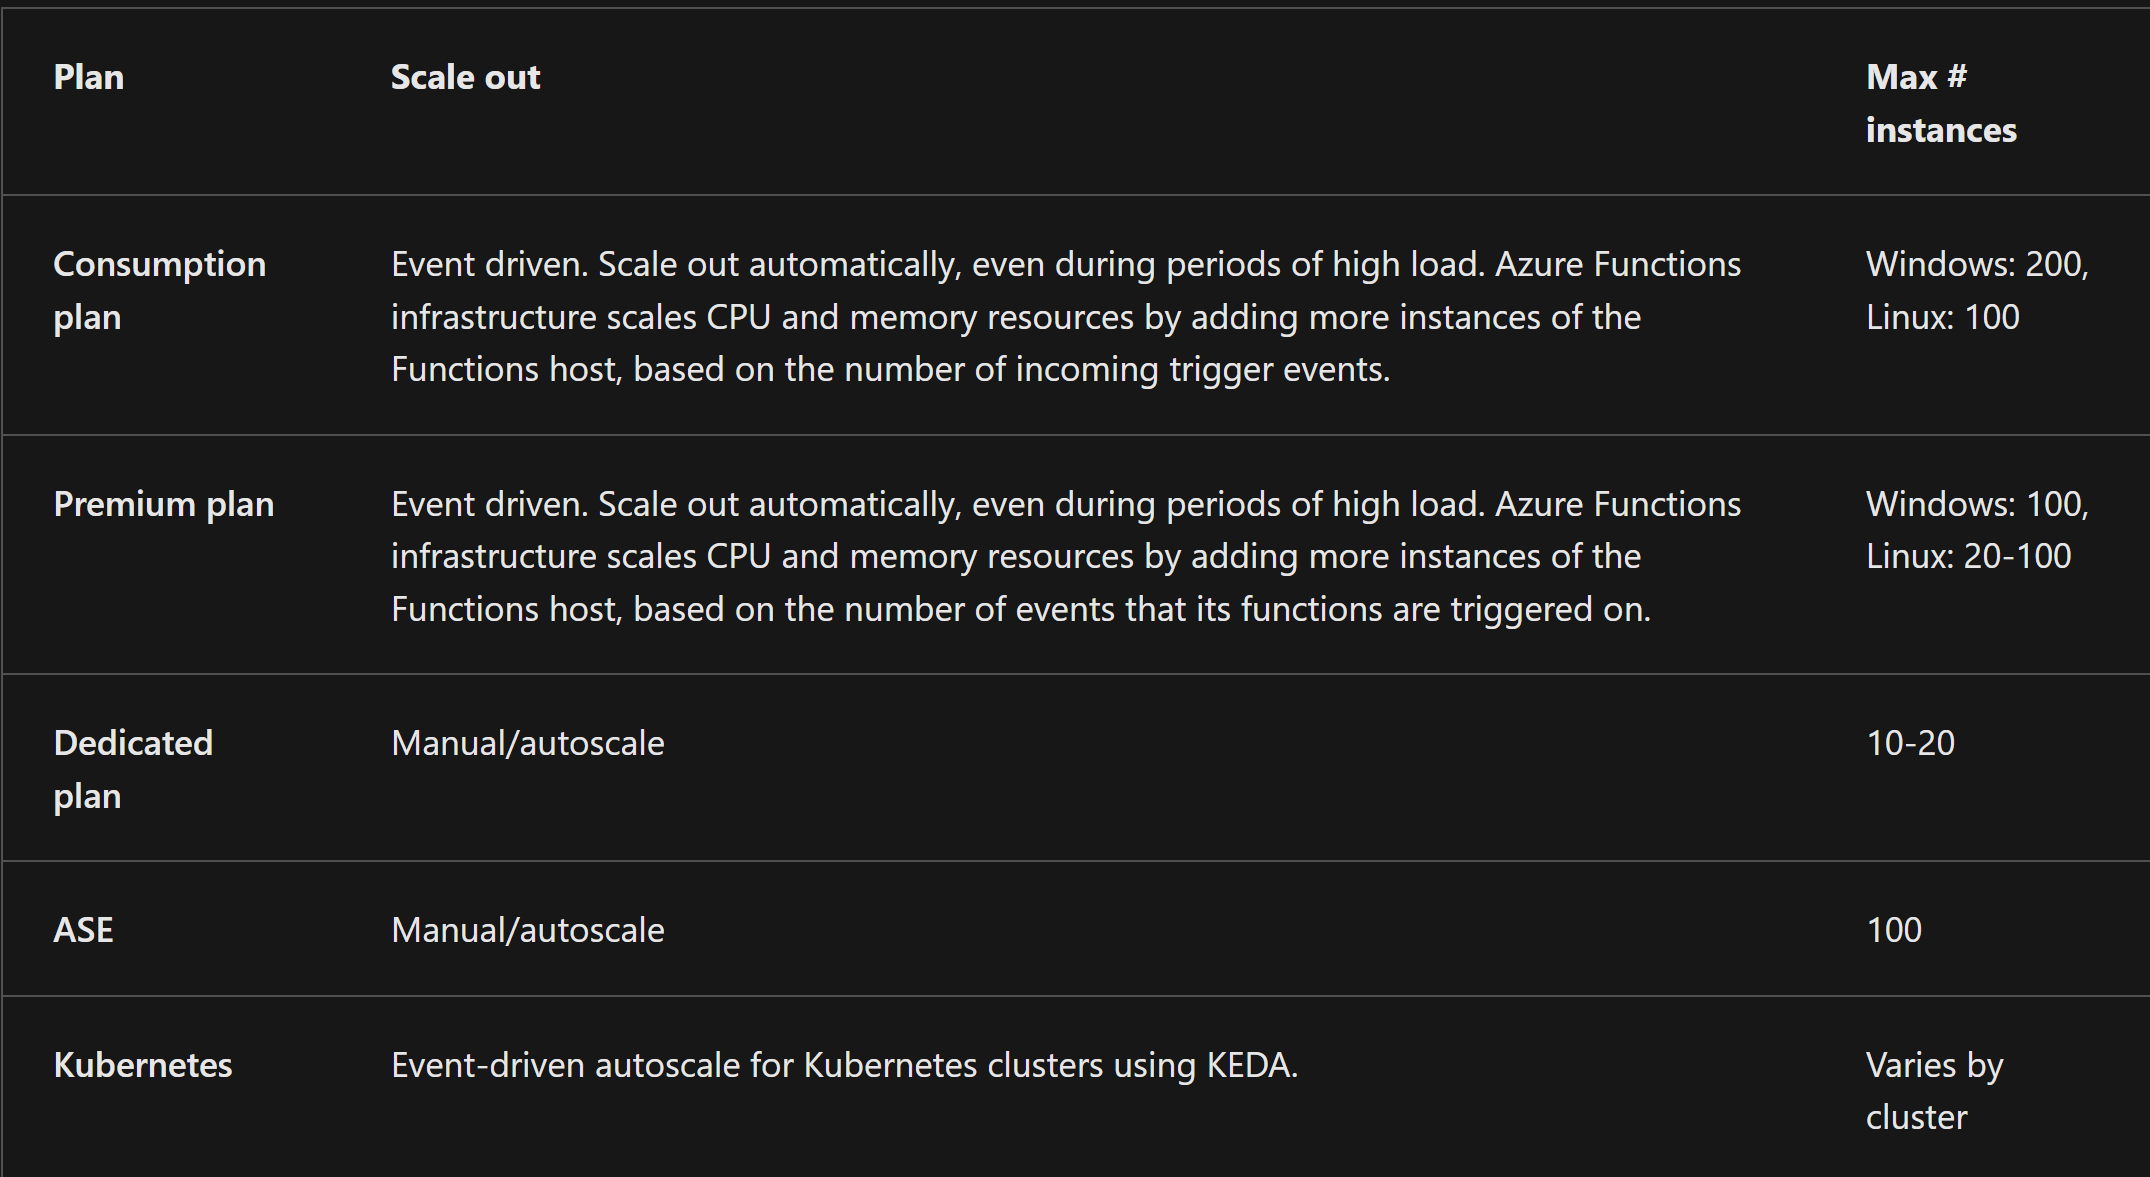 Plan
Scale out
Max #
instances
Consumption
plan
Event driven. Scale out automatically, even during periods of high load. Azure Functions
infrastructure scales CPU and memory resources by adding more instances of the
Functions host, based on the number of incoming trigger events.
Windows: 200,
Linux: 100
Premium plan
Event driven. Scale out automatically, even during periods of high load. Azure Functions
infrastructure scales CPU and memory resources by adding more instances of the
Functions host, based on the number of events that its functions are triggered on.
Windows: 100,
Linux: 20-100
Dedicated
plan
Manual/autoscale
10-20
ASE
Manual/autoscale
100
Kubernetes
Event-driven autoscale for Kubernetes clusters using KEDA.
Varies by
cluster